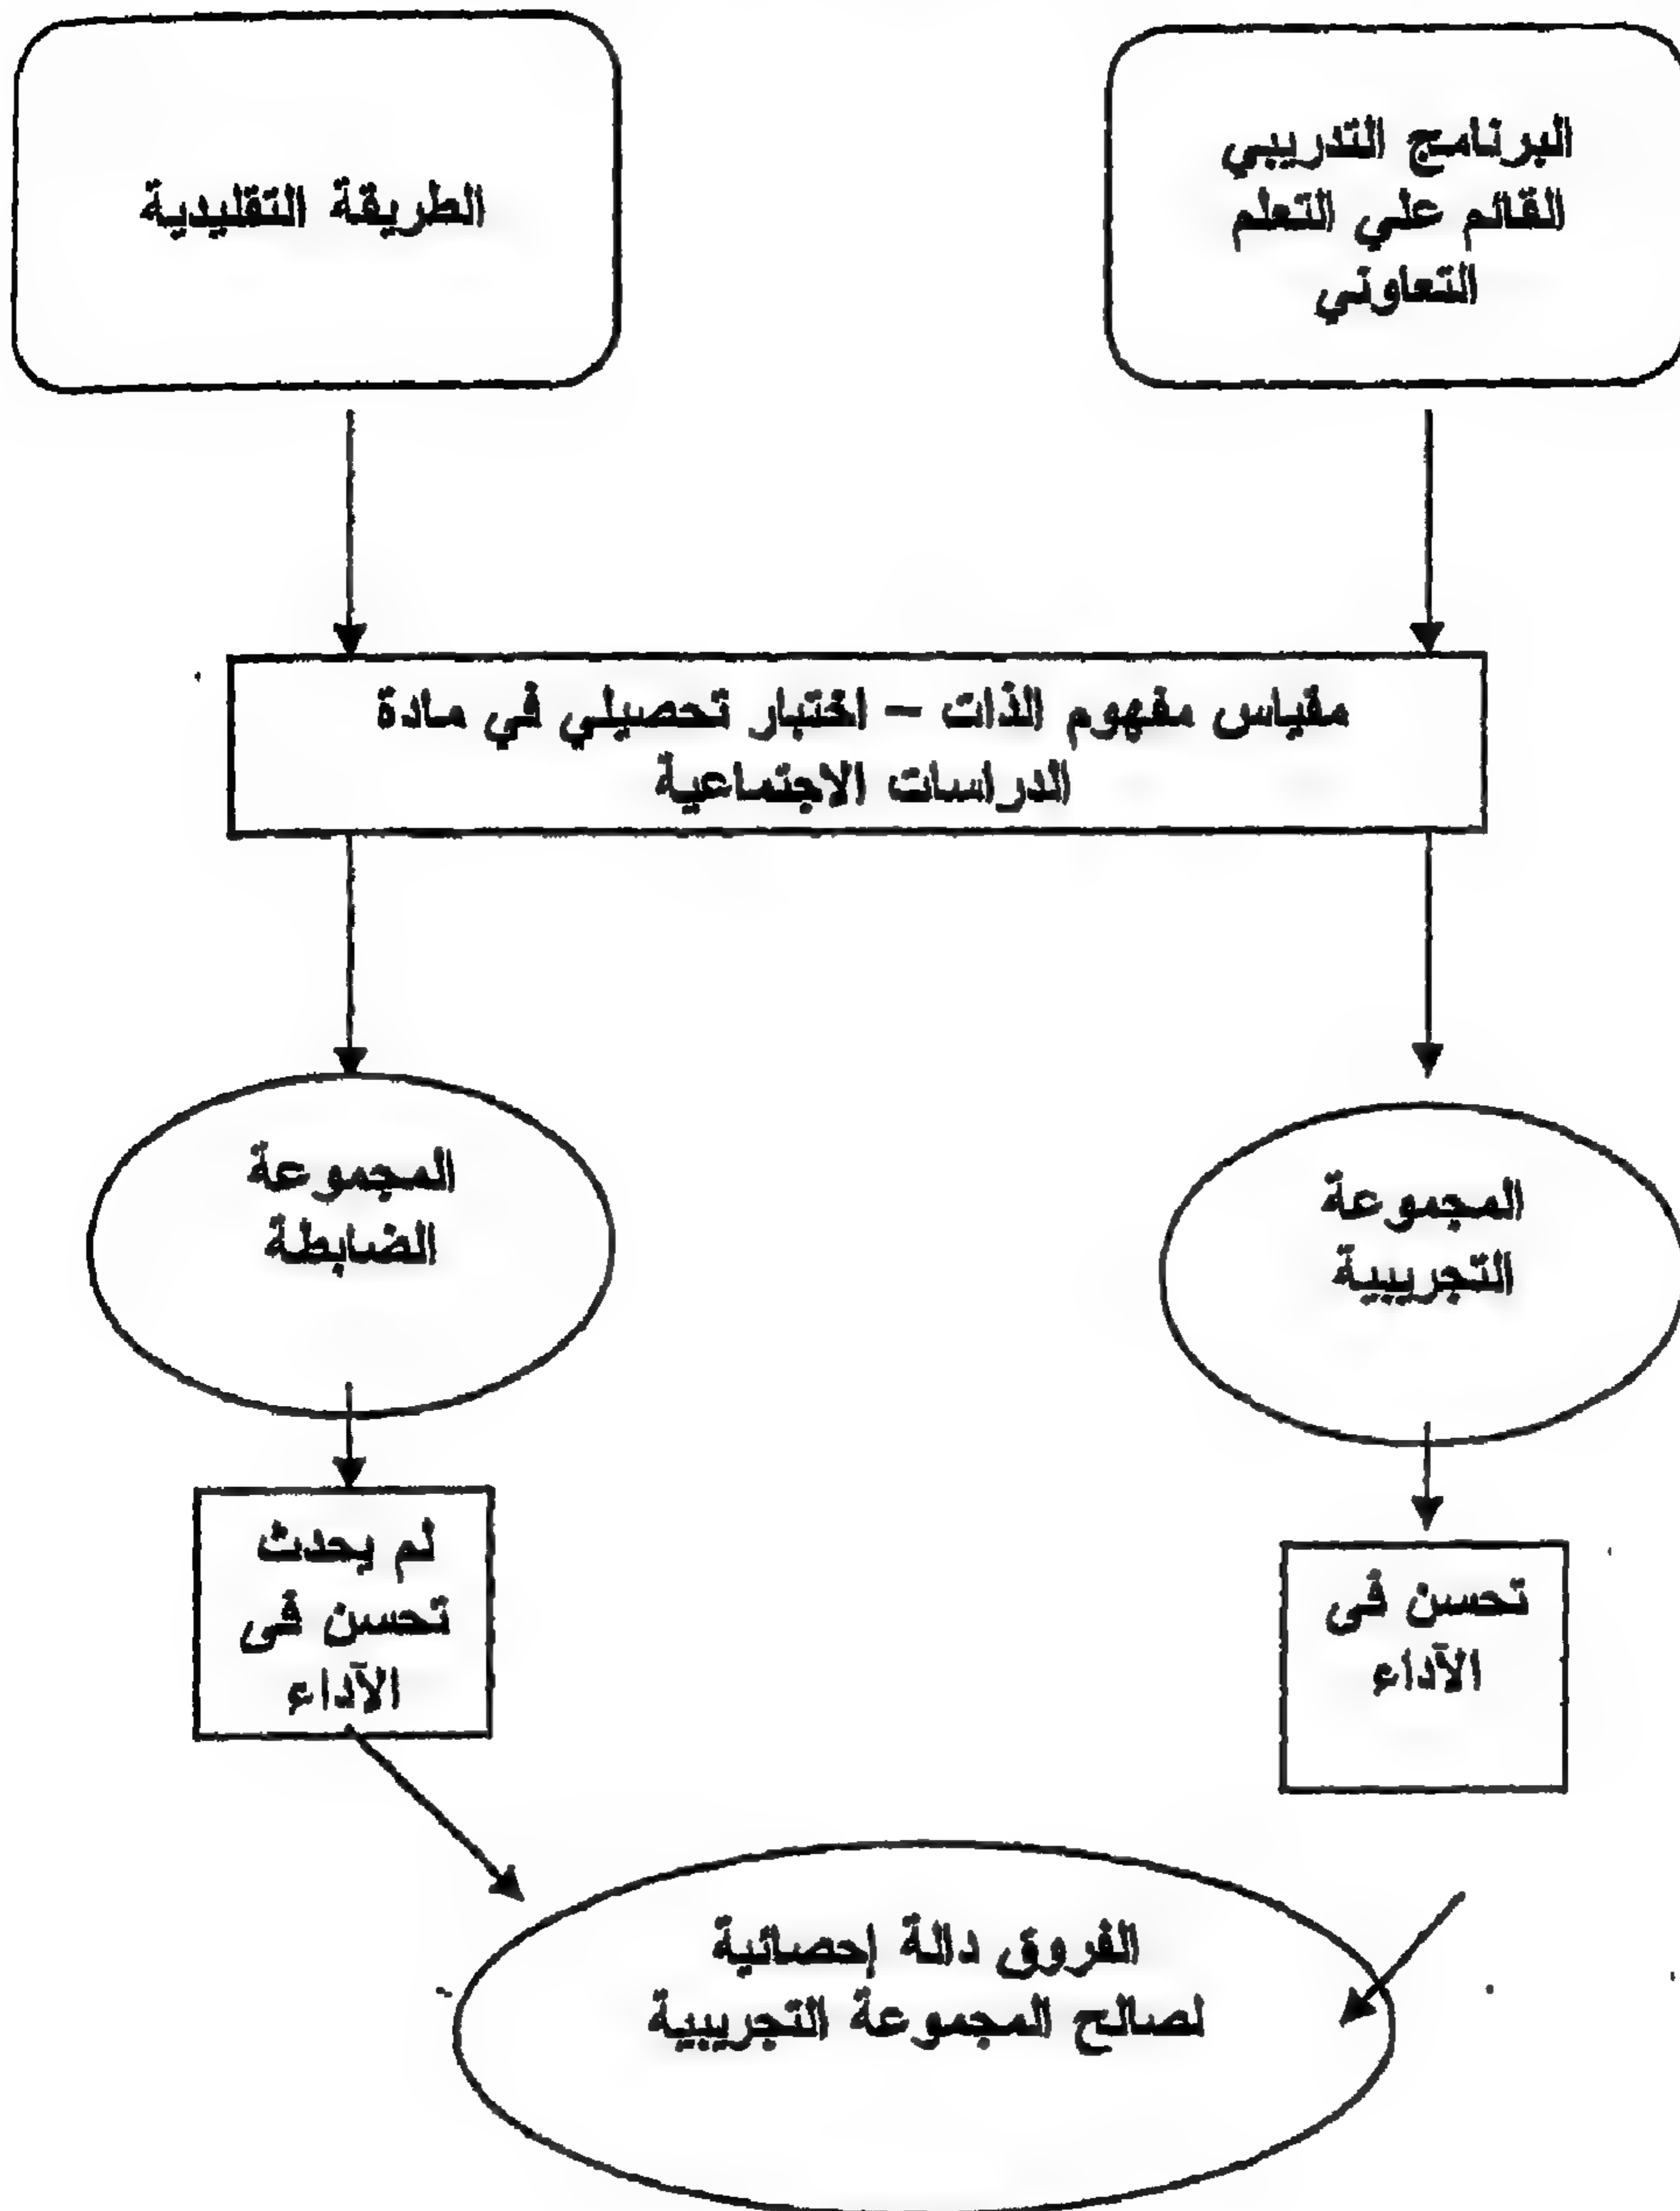 البرنامج التدريبي
القائم علي التعلم
التعاوني
الطريقة التقليدية
مقياس مفهوم الذات – اختبار تحصيلي في مادة
الدراسات الاجتماعية
المجموعة
التجريبية
المجموعة
الضابطة
تحسن فى
الآداء
لم يحدث
تحسن فى
الآداء
الفروق دالة إحصائية
لصالح المجموعة التجريبية